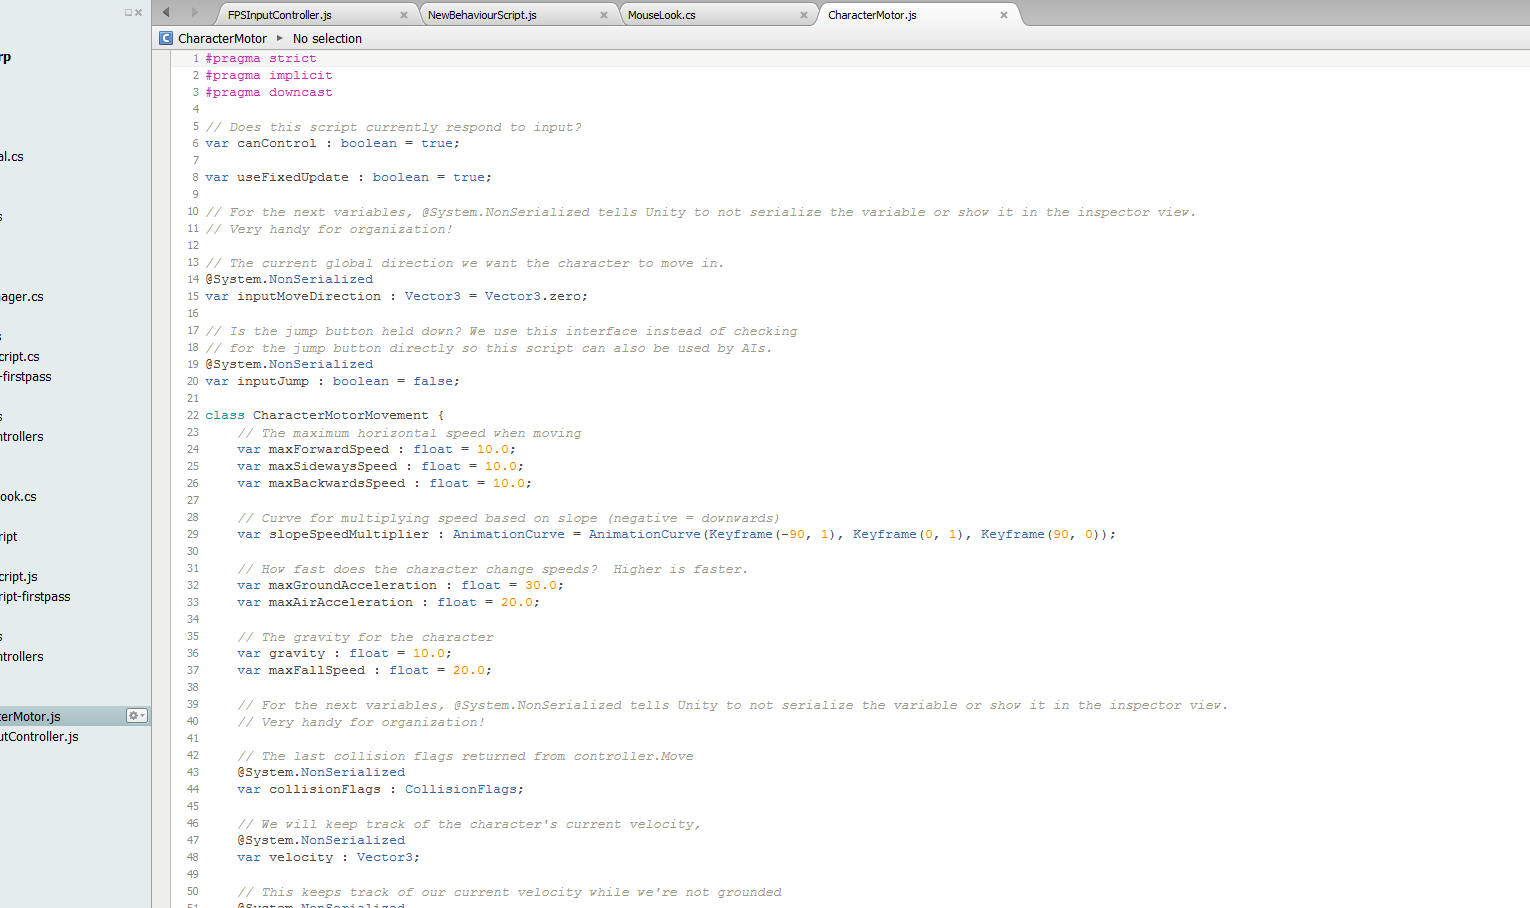 FPSInputController.js
NewBehaviourScript.js
MouseLook.cs
CharacterMotor.js
CharacterMotor
No selection
rp
al.cs
s
ager.cs
s
cript.cs
-firstpass
s
ntrollers
ook.cs
ript
cript.js
ript-firstpass
s
ntrollers
terMotor.js
utController.js
1 #pragma strict
2 #pragma implicit
3 #pragma downcast
4
5 // Does this script currently respond to input?
6 var canControl : boolean = true;
7
8 var useFixedUpdate : boolean = true;
9
10 // For the next variables, @System.NonSerialized tells Unity to not serialize the variable or show it in the inspector view.
11 // Very handy for organization!
12
13 // The current global direction we want the character to move in.
14 @System.NonSerialized
15 var inputMoveDirection : Vector3 = Vector3.zero;
16
17 // Is the jump button held down? We use this interface instead of checking
18 // for the jump button directly so this script can also be used by AIs.
19 @System.NonSerialized
20 var inputJump : boolean = false;
21
22 class CharacterMotorMovement {
23 // The maximum horizontal speed when moving
24 var maxForwardSpeed : float = 10.0;
25 var maxSidewaysSpeed : float = 10.0;
26 var maxBackwardsSpeed : float = 10.0;
27
28 // Curve for multiplying speed based on slope (negative = downwards)
29 var slopeSpeedMultiplier : AnimationCurve = AnimationCurve(Keyframe(-90, 1), Keyframe(0, 1), Keyframe(90, 0));
30
31 // How fast does the character change speeds?  Higher is faster.
32 var maxGroundAcceleration : float = 30.0;
33 var maxAirAcceleration : float = 20.0;
34
35 // The gravity for the character
36 var gravity : float = 10.0;
37 var maxFallSpeed : float = 20.0;
38
39 // For the next variables, @System.NonSerialized tells Unity to not serialize the variable or show it in the inspector view.
40 // Very handy for organization!
41
42 // The last collision flags returned from controller.Move
43 @System.NonSerialized
44 var collisionFlags : CollisionFlags;
45
46 // We will keep track of the character's current velocity,
47 @System.NonSerialized
48 var velocity : Vector3;
49
50 // This keeps track of our current velocity while we're not grounded
51 @System.NonSerialized